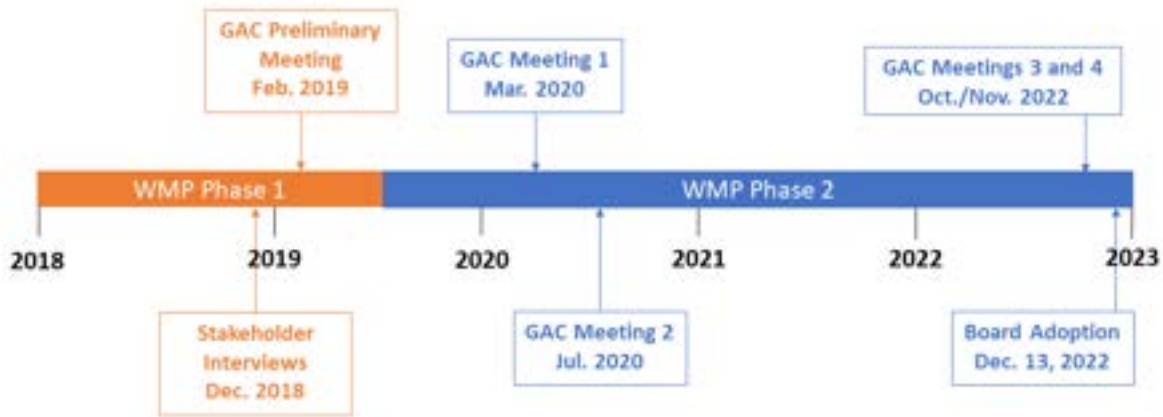 GAC Preliminary
Meeting
Feb. 2019
GAC Meeting 1
Mar. 2020
GAC Meetings 3 and 4
Oct./Nov. 2022
WMP Phase 1
WMP Phase 2
2018
2019
2020
2021
2022
2023
Stakeholder
Interviews
Dec. 2018
GAC Meeting 2
Jul. 2020
Board Adoption
Dec. 13, 2022